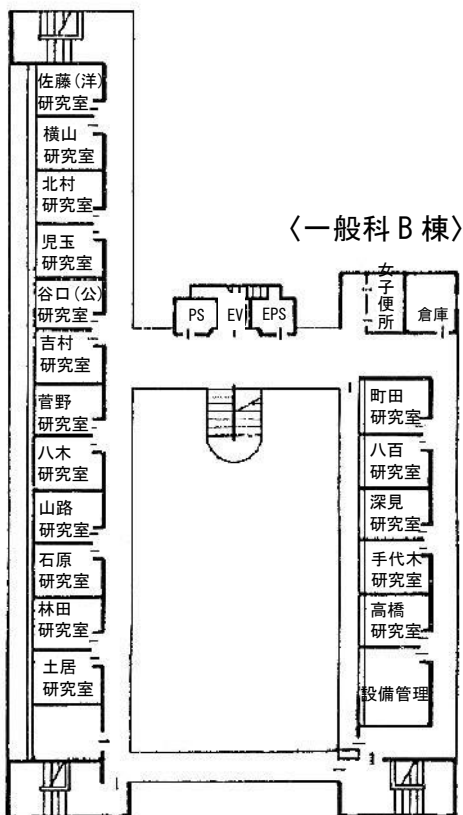 佐藤(洋)
研究室
横山
研究室
北村
研究室
児玉
研究室
谷口(公)
研究室
吉村
研究室
菅野
研究室
八木
研究室
山路
研究室
石原
研究室
林田
研究室
土居
研究室
〈一般科B棟〉
PS
EV
EPS
女子便所
倉庫
町田
研究室
八百
研究室
深見
研究室
手代木
研究室
高橋
研究室
設備管理